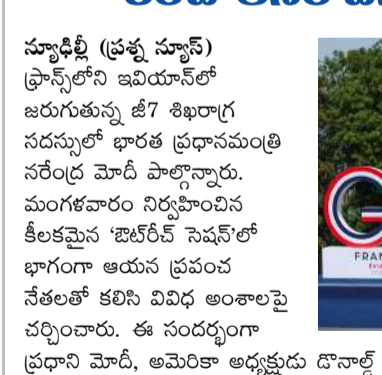 న్యూఢిల్లీ (ప్రశ్న న్యూస్)
ఫ్రాన్స్‌లోని ఇవియాన్‌లో
జరుగుతున్న జీ7 శిఖరాగ్ర
సదస్సులో భారత ప్రధానమంత్రి
నరేంద్ర మోదీ పాల్గొన్నారు.
మంగళవారం నిర్వహించిన
కీలకమైన ‘ఔట్‌రీచ్ సెషన్’లో
భాగంగా ఆయన ప్రపంచ
నేతలతో కలిసి వివిధ అంశాలపై
చర్చించారు. ఈ సందర్భంగా
ప్రధాని మోదీ, అమెరికా అధ్యక్షుడు డొనాల్డ్
G
FRAN